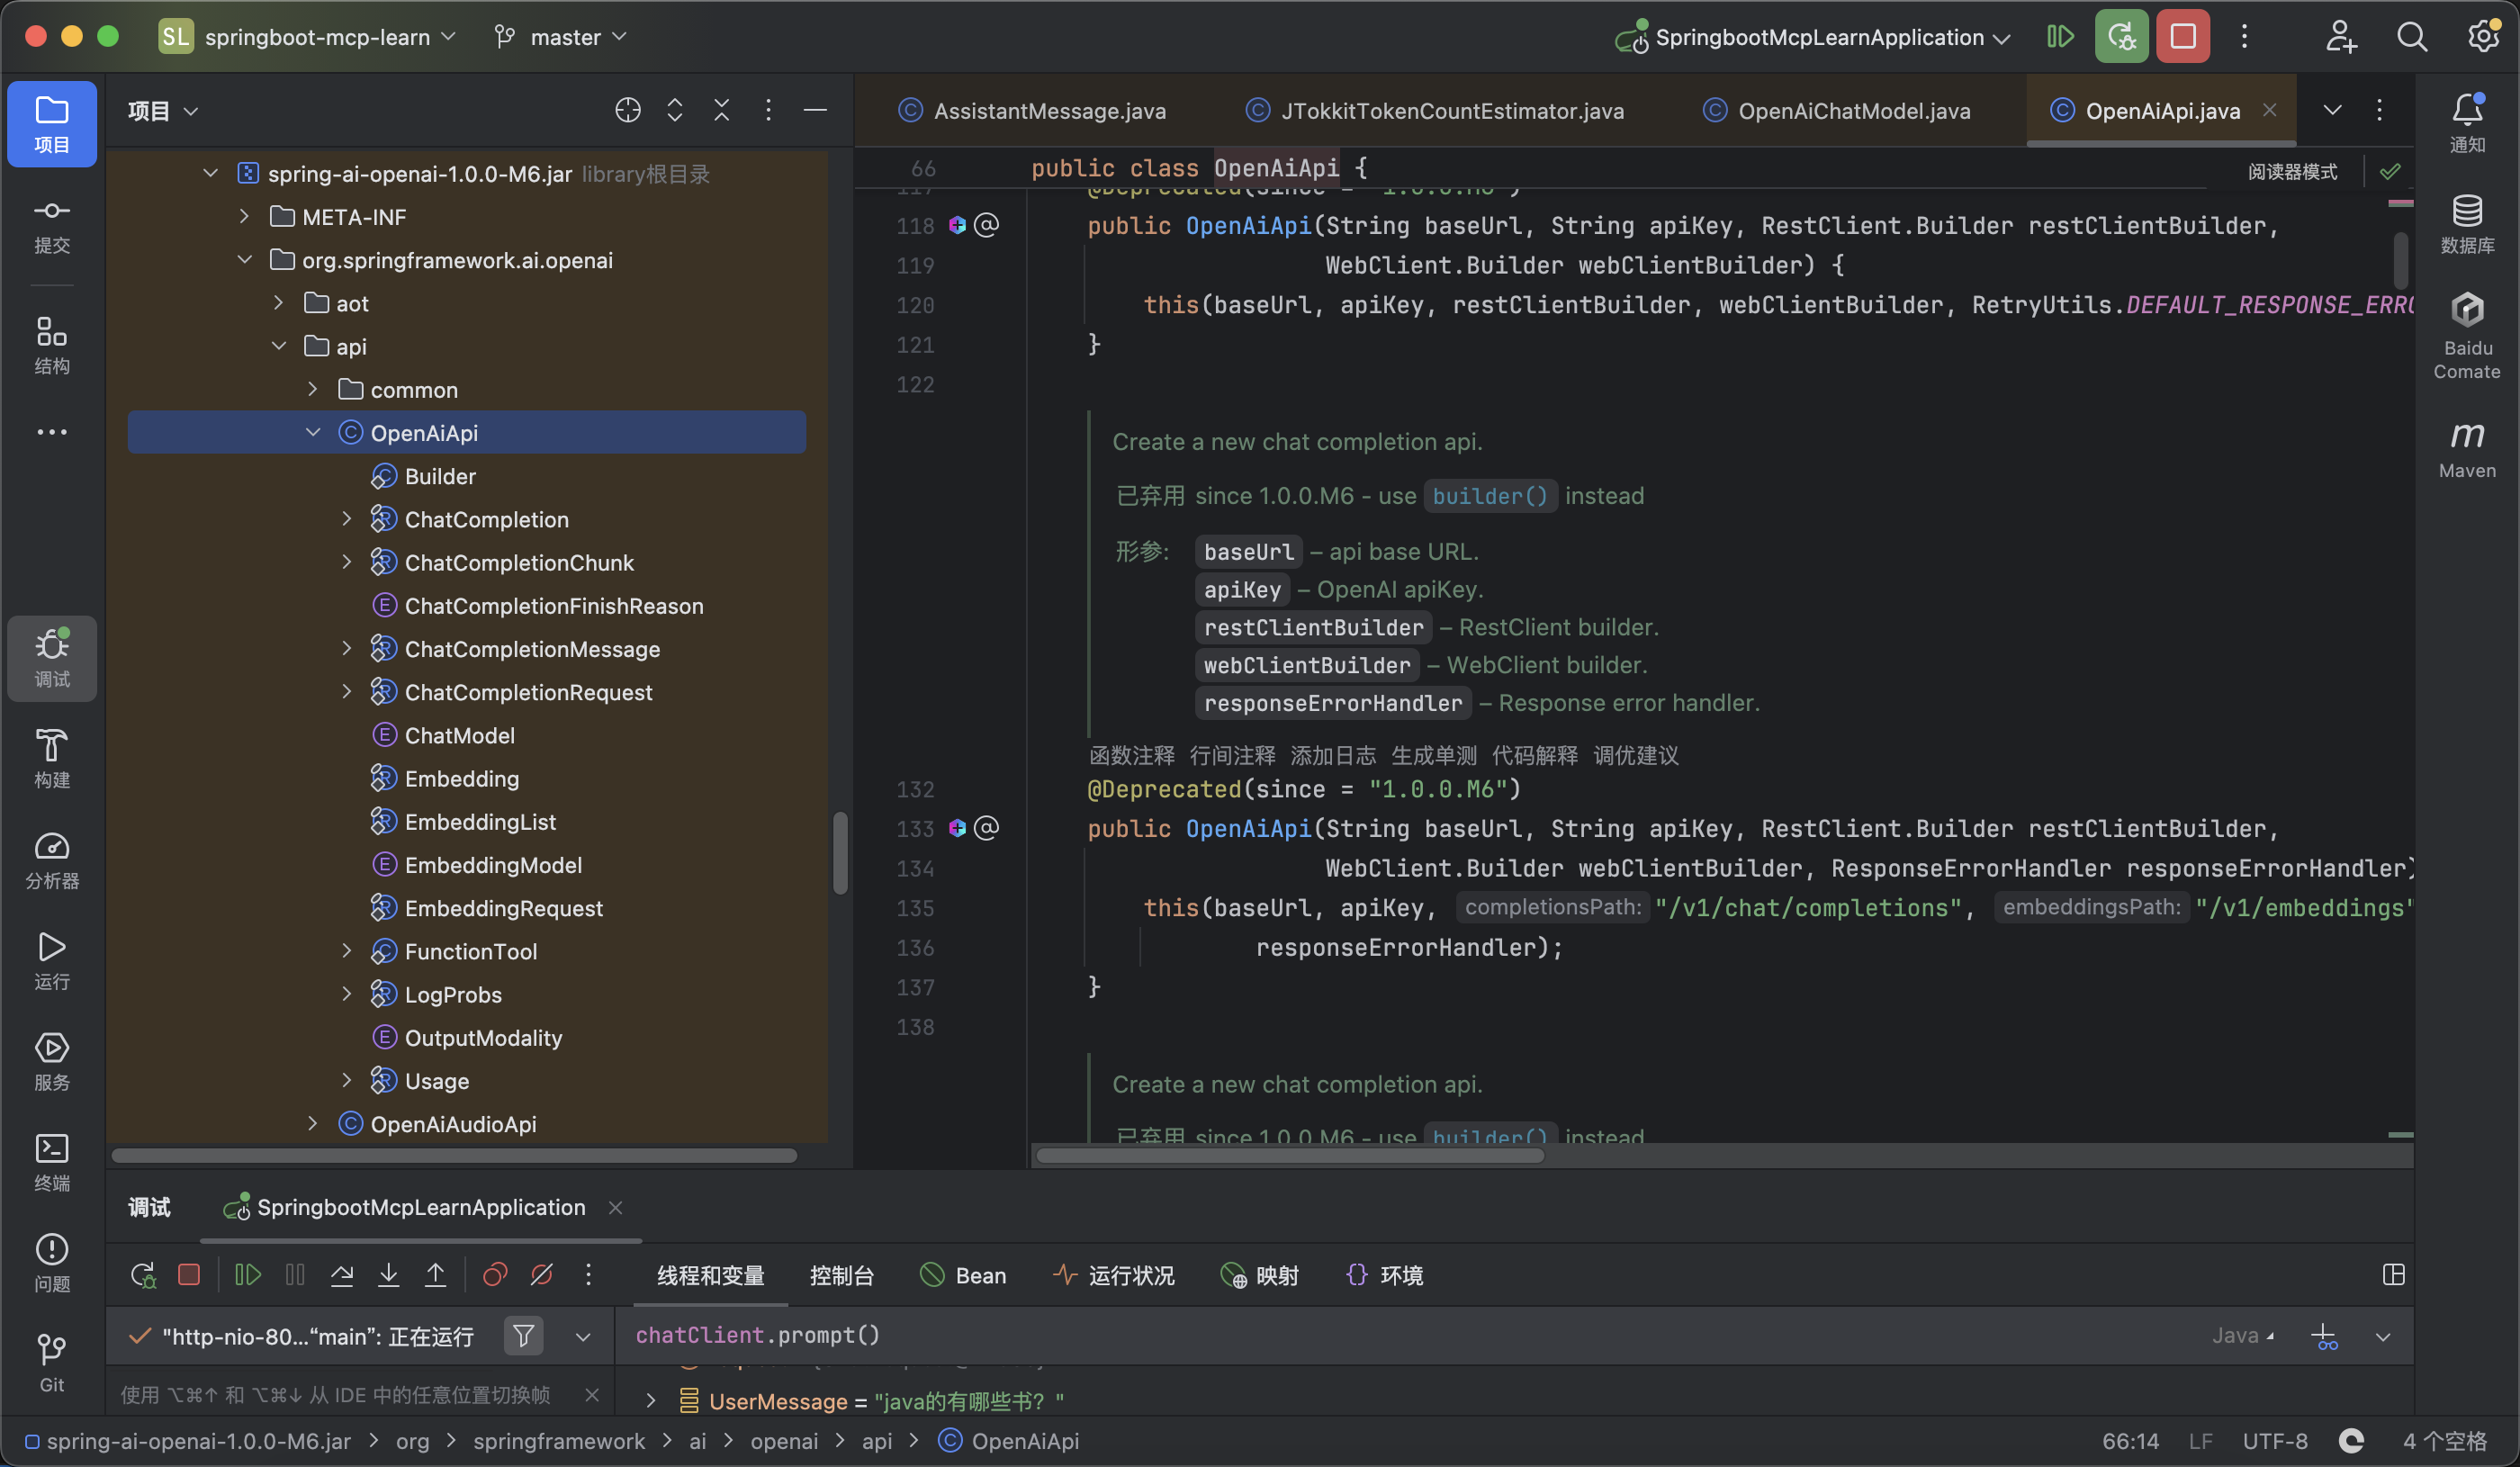 SL springboot-mcp-learn master SpringbootMcpLearnApplication
项目
提交
结构
调试
构建
分析器
运行
服务
终端
问题
Git
项目
spring-ai-openai-1.0.0-M6.jar library根目录
META-INF
org.springframework.ai.openai
aot
api
common
OpenAiApi
Builder
ChatCompletion
ChatCompletionChunk
ChatCompletionFinishReason
ChatCompletionMessage
ChatCompletionRequest
ChatModel
Embedding
EmbeddingList
EmbeddingModel
EmbeddingRequest
FunctionTool
LogProbs
OutputModality
Usage
OpenAiAudioApi
AssistantMessage.java JTokkitTokenCountEstimator.java OpenAiChatModel.java OpenAiApi.java
66 public class OpenAiApi {
阅读器模式
117 @Deprecated(since = "1.0.0.M6")
118 public OpenAiApi(String baseUrl, String apiKey, RestClient.Builder restClientBuilder,
119 WebClient.Builder webClientBuilder) {
120 this(baseUrl, apiKey, restClientBuilder, webClientBuilder, RetryUtils.DEFAULT_RESPONSE_ERRO
121 }
122
Create a new chat completion api.
已弃用 since 1.0.0.M6 - use builder() instead
形参: baseUrl – api base URL.
apiKey – OpenAI apiKey.
restClientBuilder – RestClient builder.
webClientBuilder – WebClient builder.
responseErrorHandler – Response error handler.
函数注释 行间注释 添加日志 生成单测 代码解释 调优建议
132 @Deprecated(since = "1.0.0.M6")
133 public OpenAiApi(String baseUrl, String apiKey, RestClient.Builder restClientBuilder,
134 WebClient.Builder webClientBuilder, ResponseErrorHandler responseErrorHandler)
135 this(baseUrl, apiKey, completionsPath: "/v1/chat/completions", embeddingsPath: "/v1/embeddings"
136 responseErrorHandler);
137 }
138
Create a new chat completion api.
已弃用 since 1.0.0.M6 - use builder() instead
通知
数据库
Baidu
Comate
Maven
调试 SpringbootMcpLearnApplication
线程和变量 控制台 Bean 运行状况 映射 环境
"http-nio-80...“main”: 正在运行
chatClient.prompt() Java
使用 ⌥⌘↑ 和 ⌥⌘↓ 从 IDE 中的任意位置切换帧
UserMessage = "java的有哪些书？"
spring-ai-openai-1.0.0-M6.jar > org > springframework > ai > openai > api > OpenAiApi
66:14 LF UTF-8 4 个空格